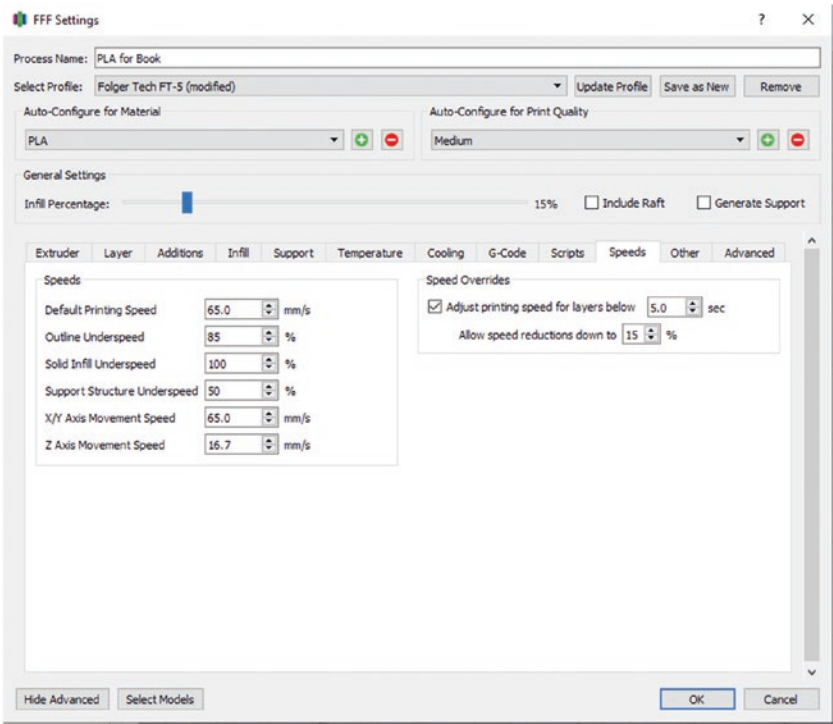 FFF Settings ? ×
Process Name: PLA for Book
Select Profile: Folger Tech FT-5 (modified) Update Profile Save as New Remove
Auto-Configure for Material Auto-Configure for Print Quality
PLA Medium
General Settings
Infill Percentage: 15% Include Raft Generate Support
Extruder Layer Additions Infill Support Temperature Cooling G-Code Scripts Speeds Other Advanced
Speeds Speed Overrides
Default Printing Speed 65.0 mm/s Adjust printing speed for layers below 5.0 sec
Outline Underspeed 85 % Allow speed reductions down to 15 %
Solid Infill Underspeed 100 %
Support Structure Underspeed 50 %
X/Y Axis Movement Speed 65.0 mm/s
Z Axis Movement Speed 16.7 mm/s
Hide Advanced Select Models OK Cancel